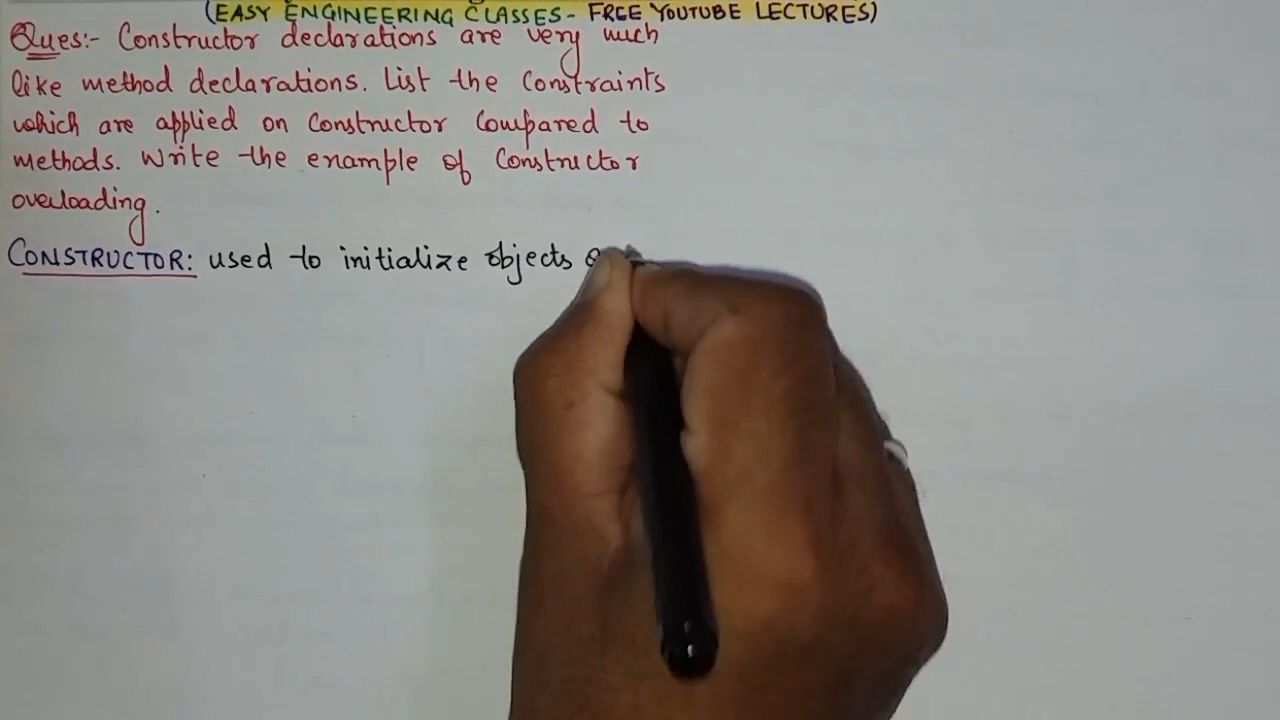 (EASY ENGINEERING CLASSES- FREE YOUTUBE LECTURES)
Ques:- Constructor declarations are very much
like method declarations. List the constraints
which are applied on constructor compared to
methods. Write the enample of constructor
overloading.
CONSTRUCTOR: used to initialize objects